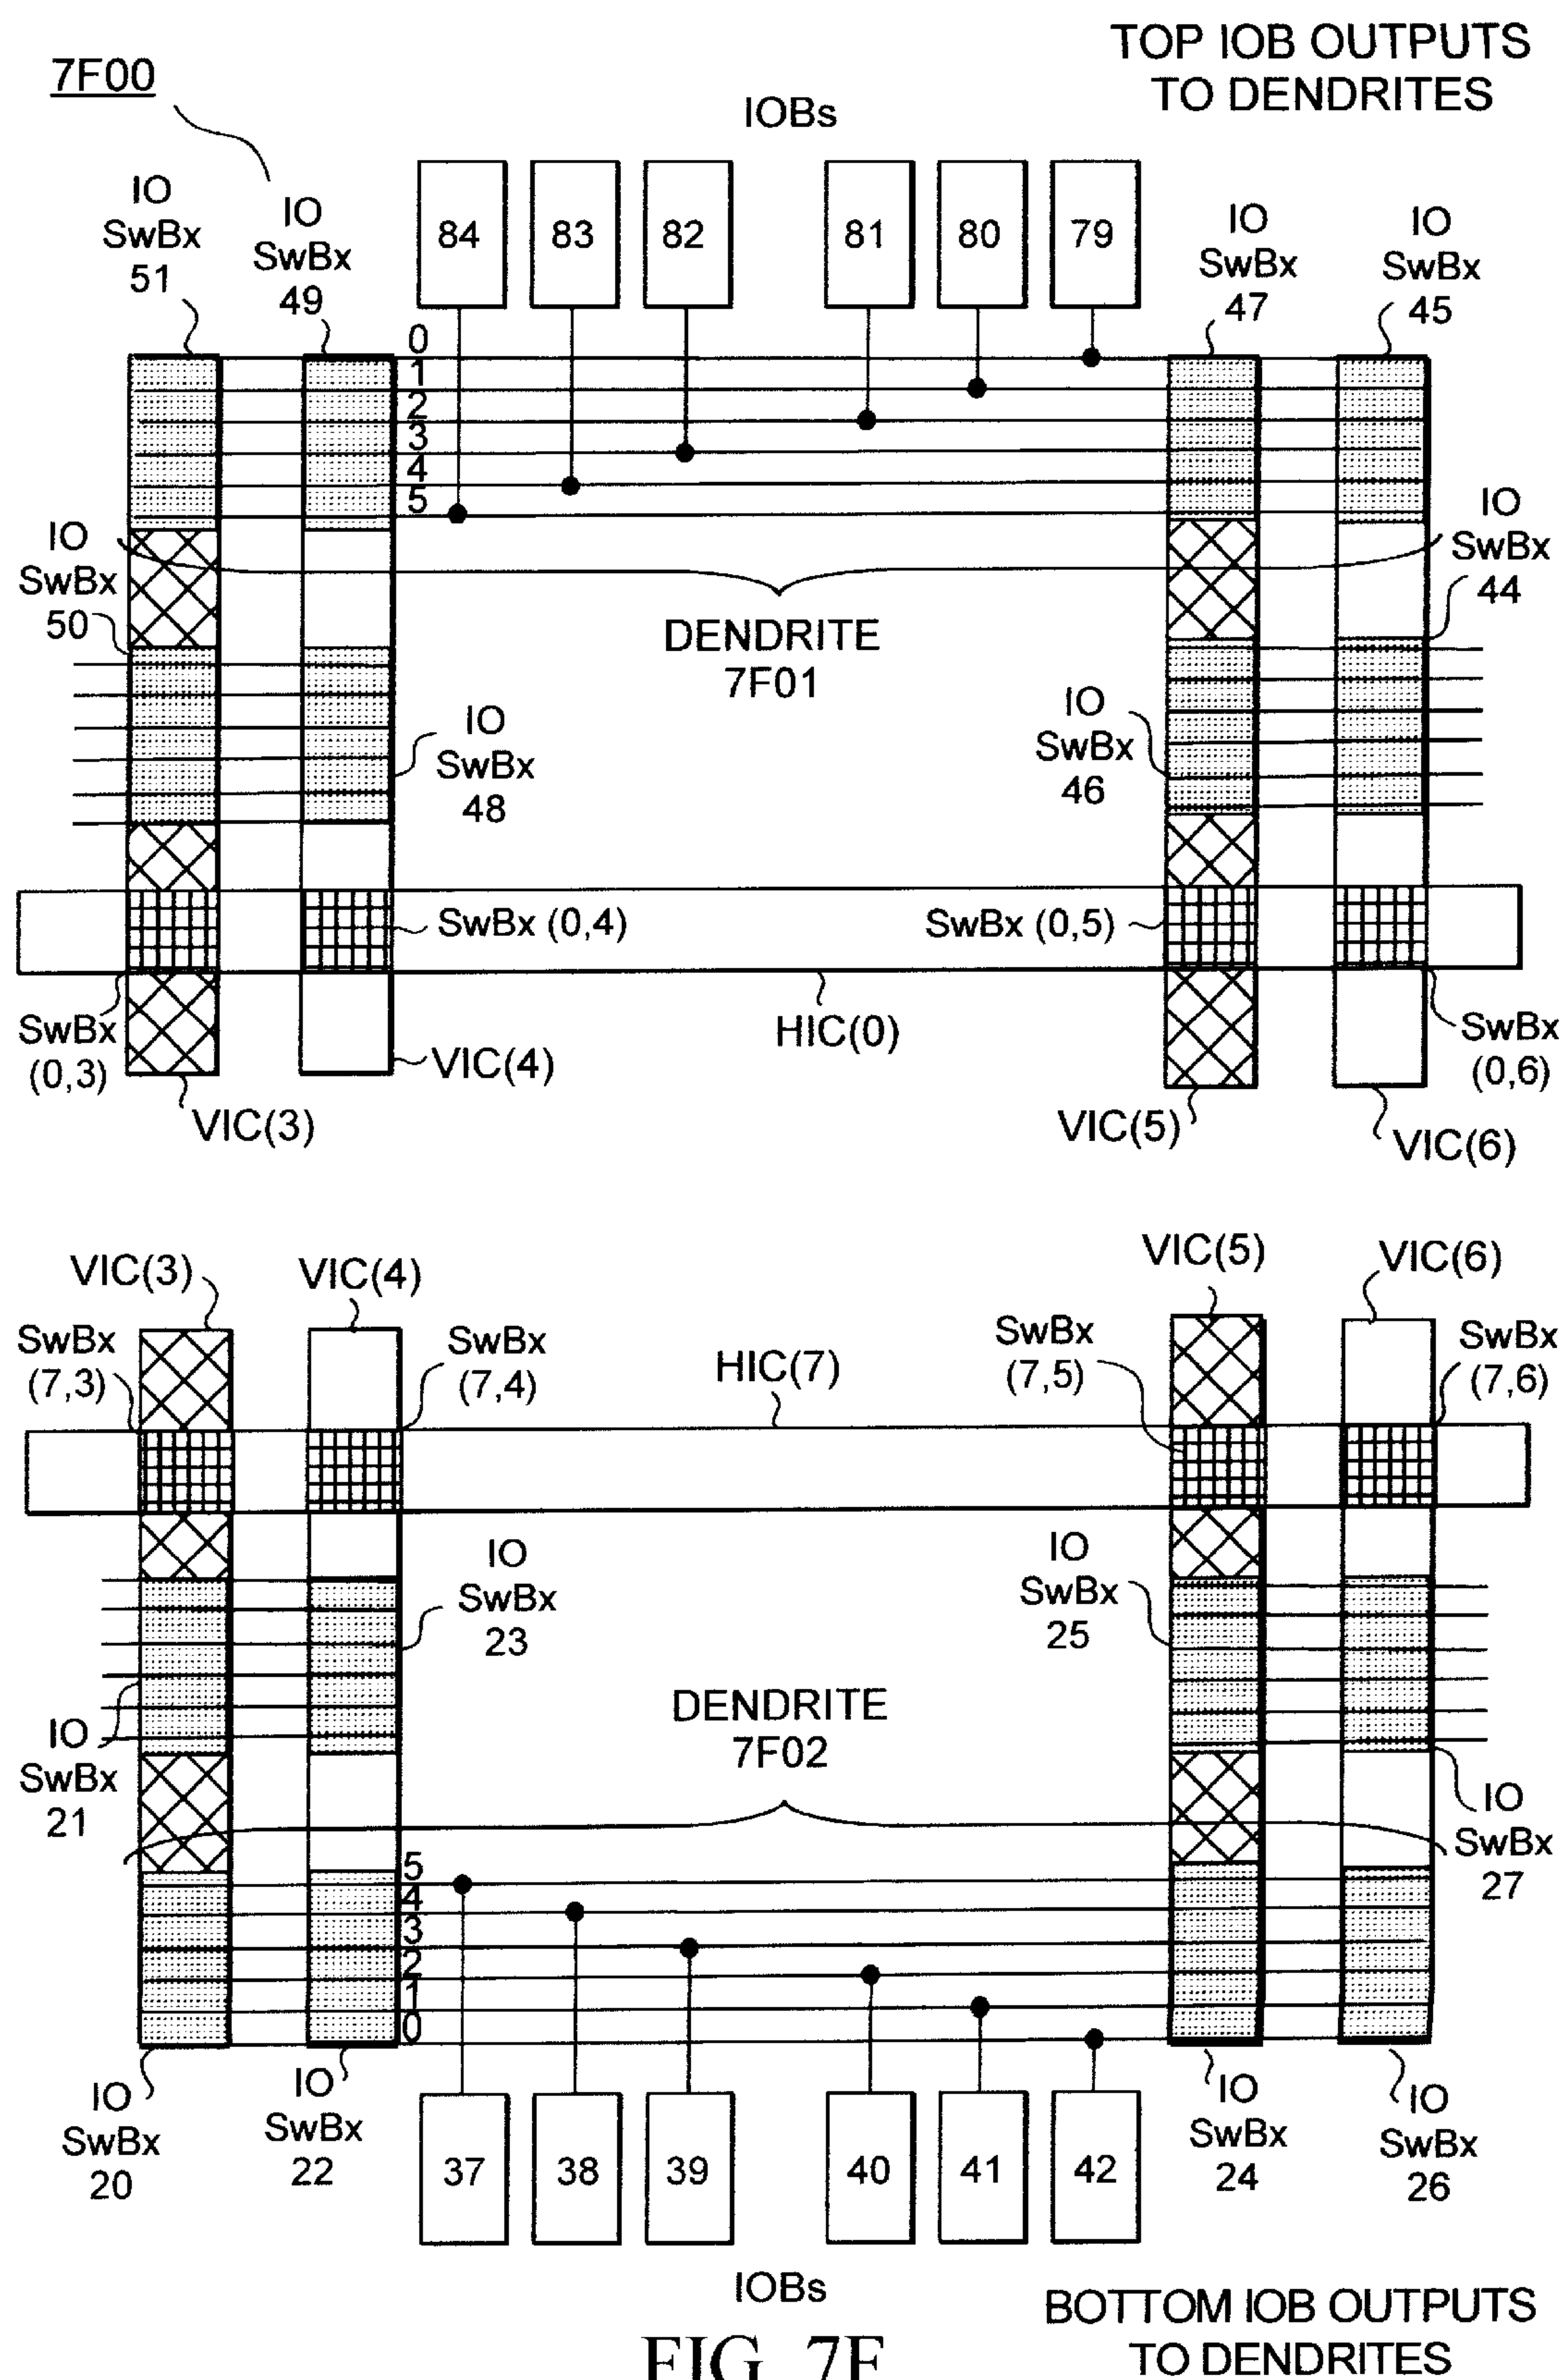 TOP IOB OUTPUTS
TO DENDRITES
7F00
IOBs
IO
SwBx
51
IO
SwBx
49
84
83
82
81
80
79
IO
SwBx
47
IO
SwBx
45
0
1
2
3
4
5
IO
SwBx
50
IO
SwBx
44
DENDRITE
7F01
IO
SwBx
48
IO
SwBx
46
SwBx (0,4)
SwBx (0,5)
SwBx
(0,3)
HIC(0)
SwBx
(0,6)
VIC(4)
VIC(3)
VIC(5)
VIC(6)
VIC(3)
VIC(4)
VIC(5)
VIC(6)
SwBx
(7,3)
SwBx
(7,4)
HIC(7)
SwBx
(7,5)
SwBx
(7,6)
IO
SwBx
23
IO
SwBx
25
DENDRITE
7F02
IO
SwBx
21
IO
SwBx
27
5
4
3
2
1
0
IO
SwBx
20
IO
SwBx
22
37
38
39
40
41
42
IO
SwBx
24
IO
SwBx
26
IOBs
BOTTOM IOB OUTPUTS
TO DENDRITES
FIG. 7F